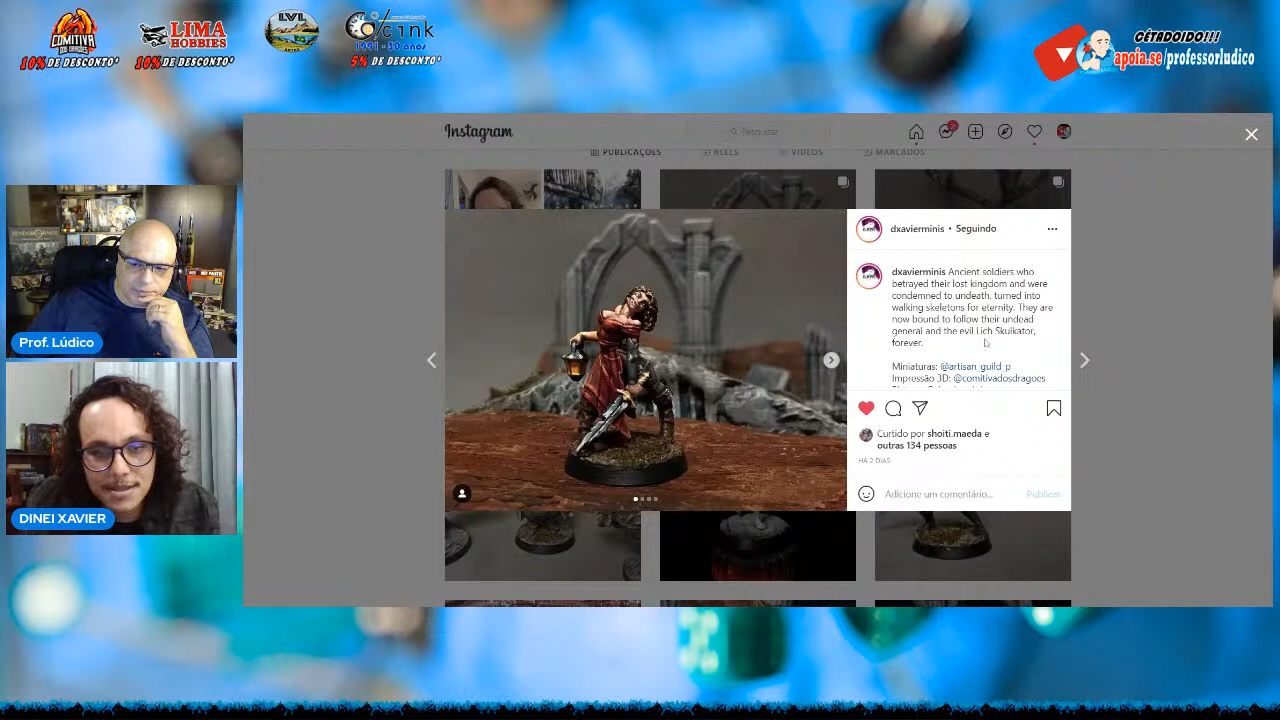 COMITIVA
DOS DRAGÕES
10% DE DESCONTO*
LIMA
HOBBIES
10% DE DESCONTO*
LVL
ARTES
1991 - 30 anos
5% DE DESCONTO*
GÊTADOIDO!!!
apoia.se/professorludico
Instagram
Pesquisar
PUBLICAÇÕES
REELS
VÍDEOS
MARCADOS
dxavierminis • Seguindo
dxavierminis Ancient soldiers who
betrayed their lost kingdom and were
condemned to undeath, turned into
walking skeletons for eternity. They are
now bound to follow their undead
general and the evil Lich Skulkator,
forever.
Miniaturas: @artisan_guild_p
Impressão 3D: @comitivadosdragoes
Curtido por shoiti.maeda e
outras 134 pessoas
HÁ 2 DIAS
Adicione um comentário...
Publicar
Prof. Lúdico
DINEI XAVIER